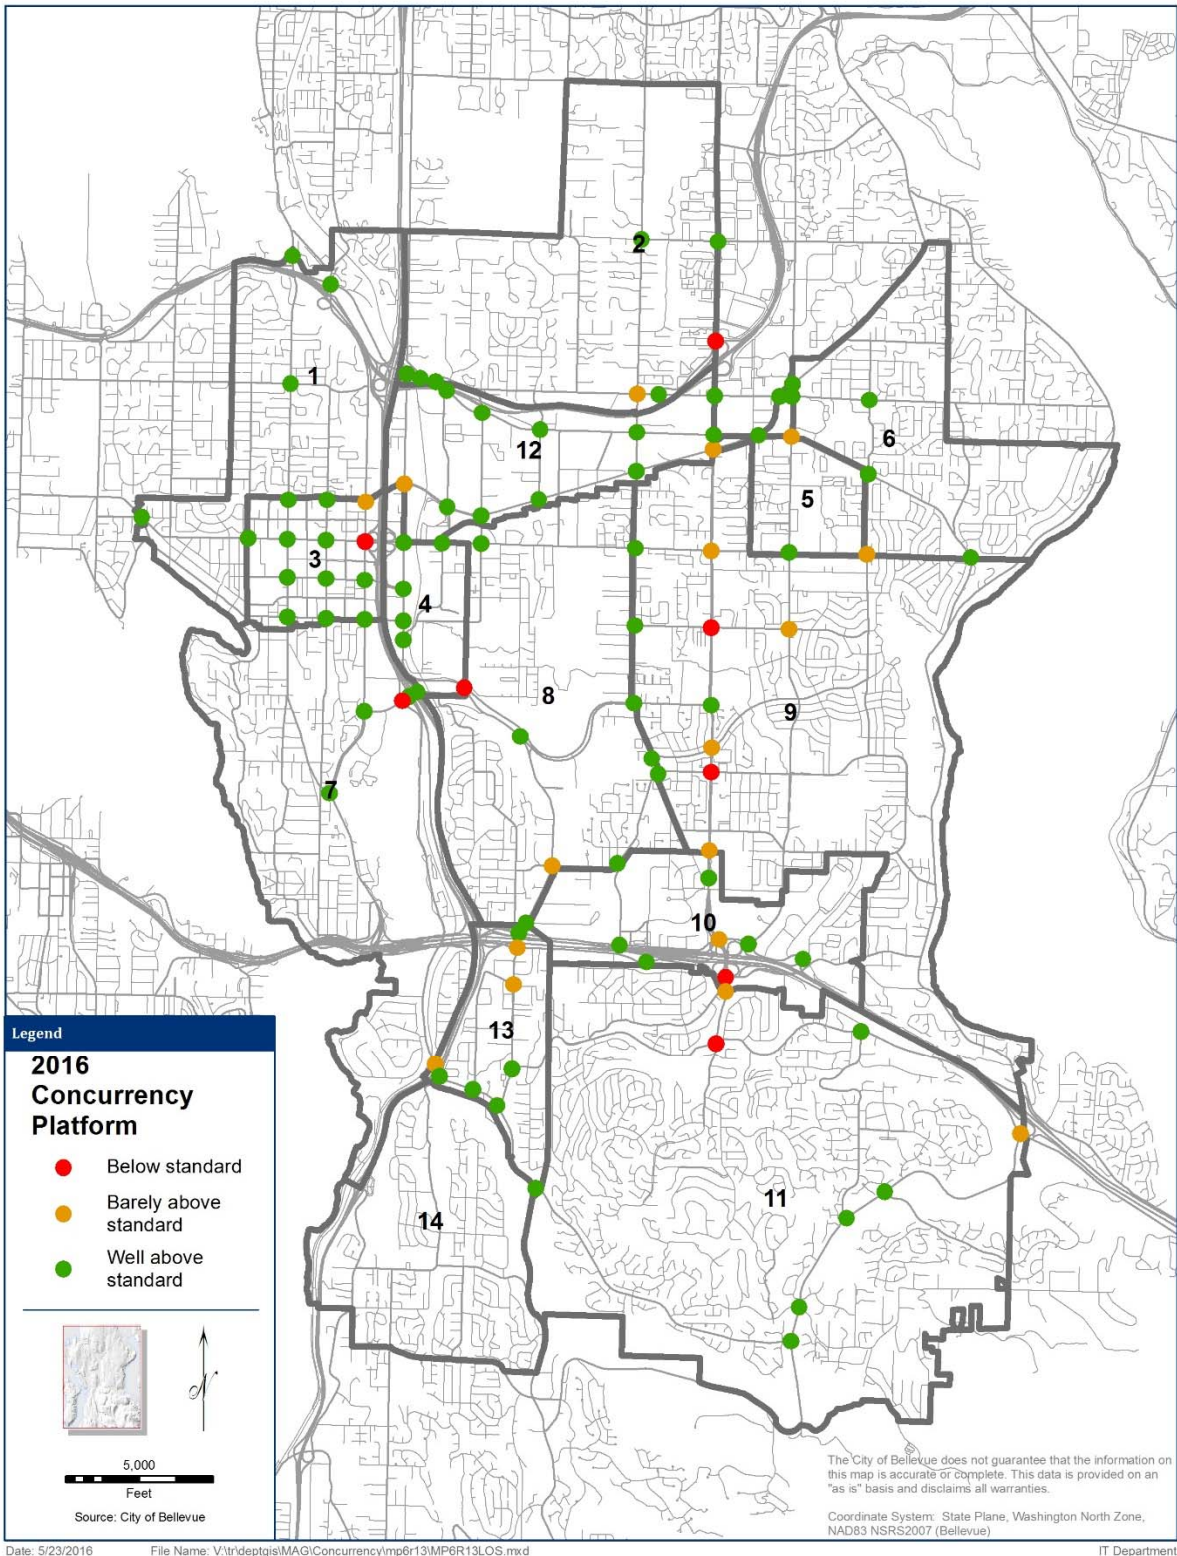 2
1
12
6
5
3
4
8
9
7
10
13
11
14
Legend
2016
Concurrency
Platform
Below standard
Barely above
standard
Well above
standard
N
5,000
Feet
Source: City of Bellevue
The City of Bellevue does not guarantee that the information on
this map is accurate or complete. This data is provided on an
"as is" basis and disclaims all warranties.
Coordinate System: State Plane, Washington North Zone,
NAD83 NSRS2007 (Bellevue)
Date: 5/23/2016 File Name: V:\tr\deptgis\MAG\Concurrency\mp6r13\MP6R13LOS.mxd IT Department